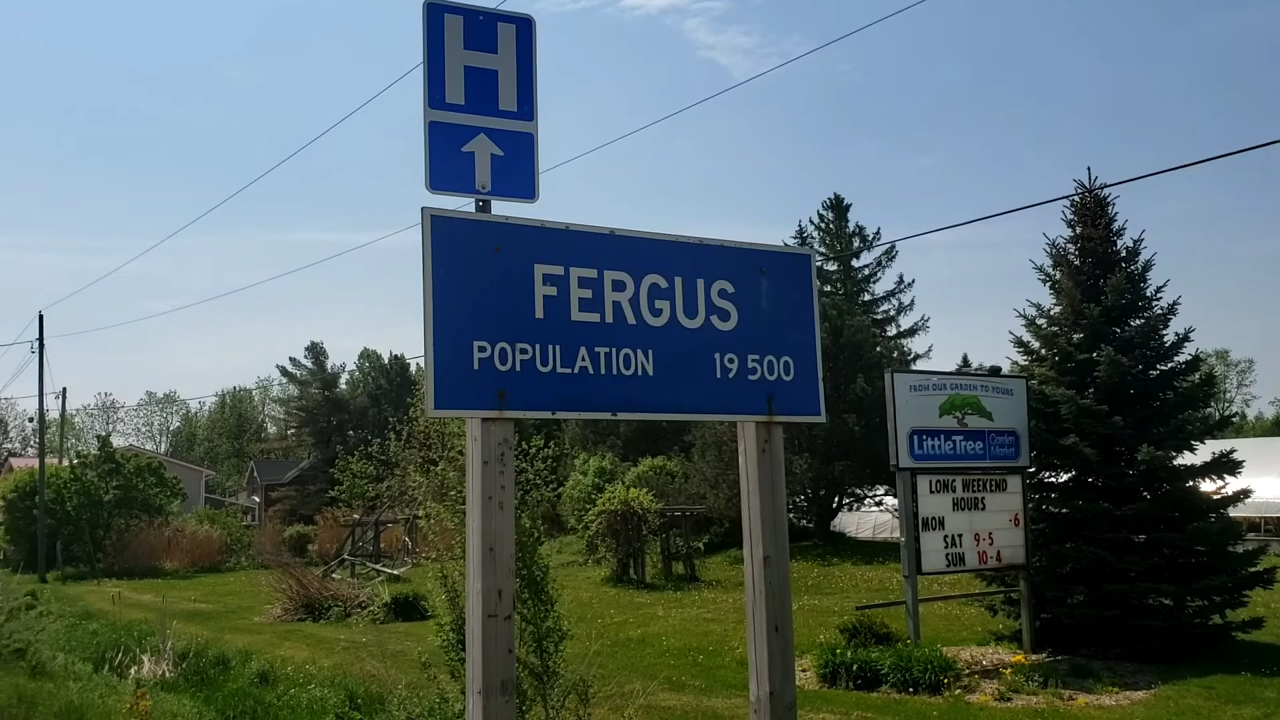 H
FERGUS
POPULATION 19 500
FROM OUR GARDEN TO YOURS
LittleTree Garden Market
LONG WEEKEND
HOURS
MON -6
SAT 9-5
SUN 10-4